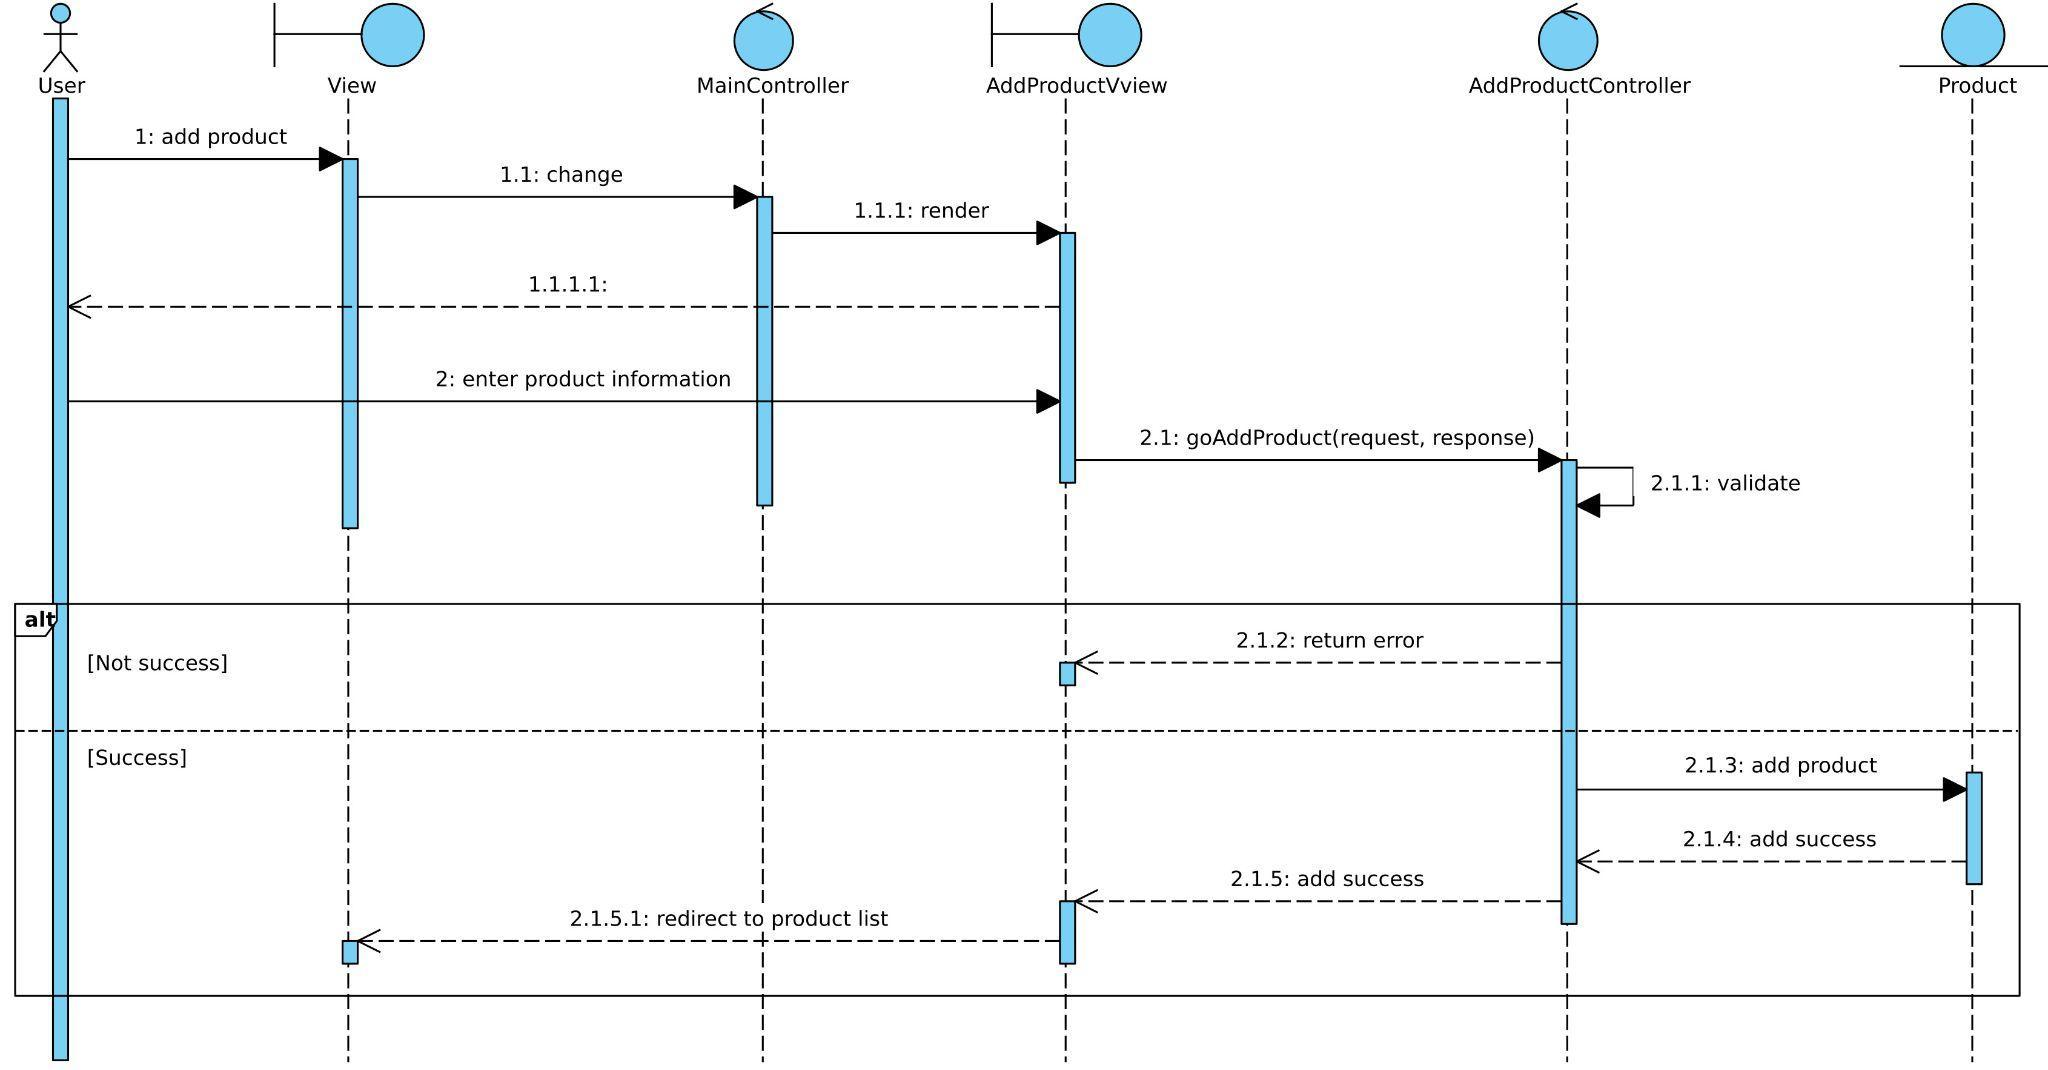 User
View
MainController
AddProductVview
AddProductController
Product
1: add product
1.1: change
1.1.1: render
1.1.1.1:
2: enter product information
2.1: goAddProduct(request, response)
2.1.1: validate
alt
2.1.2: return error
[Not success]
[Success]
2.1.3: add product
2.1.4: add success
2.1.5: add success
2.1.5.1: redirect to product list